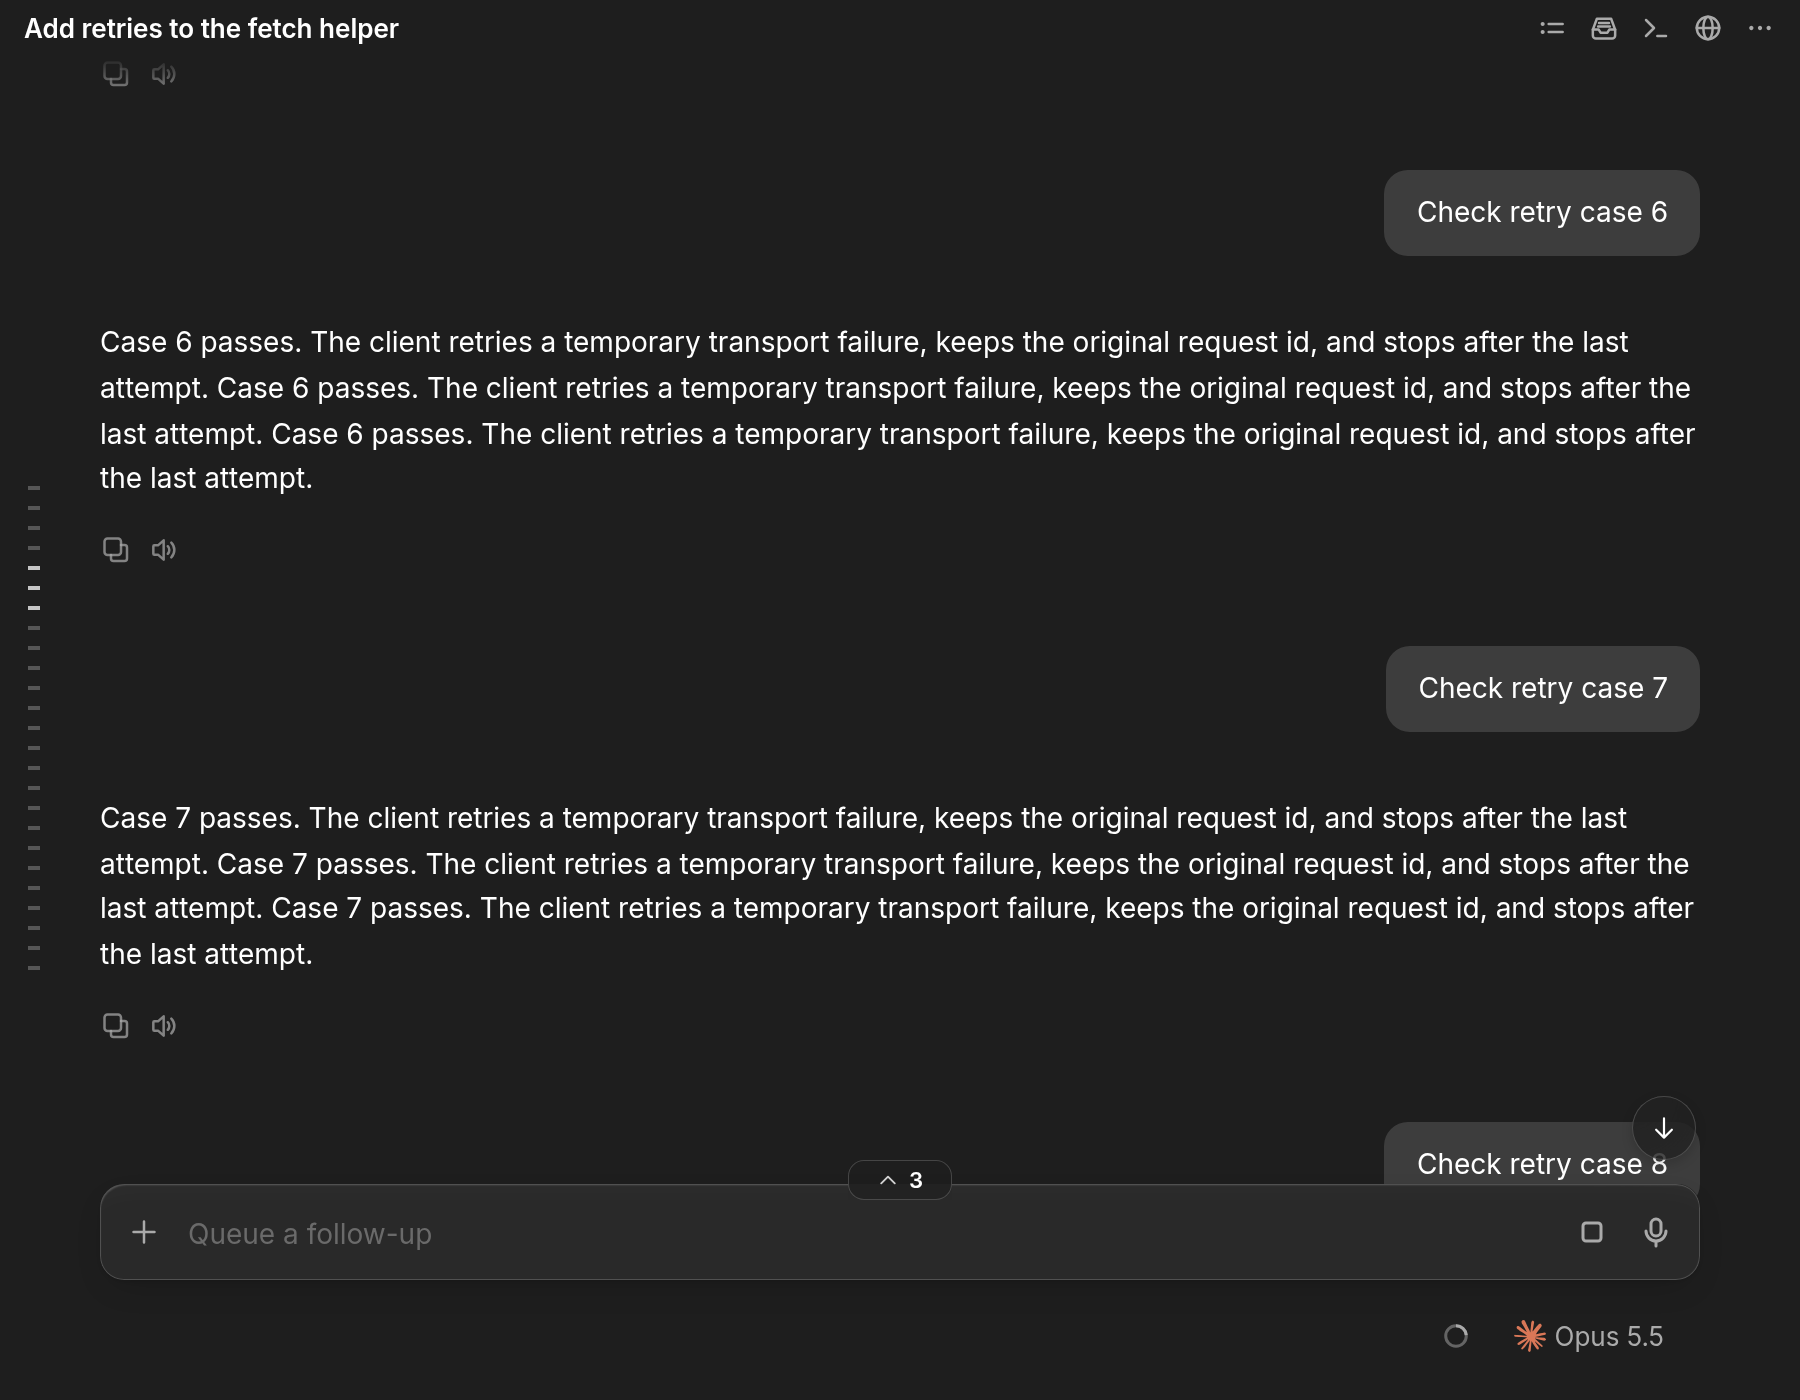 Add retries to the fetch helper
Check retry case 6
Case 6 passes. The client retries a temporary transport failure, keeps the original request id, and stops after the last
attempt. Case 6 passes. The client retries a temporary transport failure, keeps the original request id, and stops after the
last attempt. Case 6 passes. The client retries a temporary transport failure, keeps the original request id, and stops after
the last attempt.
Check retry case 7
Case 7 passes. The client retries a temporary transport failure, keeps the original request id, and stops after the last
attempt. Case 7 passes. The client retries a temporary transport failure, keeps the original request id, and stops after the
last attempt. Case 7 passes. The client retries a temporary transport failure, keeps the original request id, and stops after
the last attempt.
Check retry case 8
3
Queue a follow-up
Opus 5.5